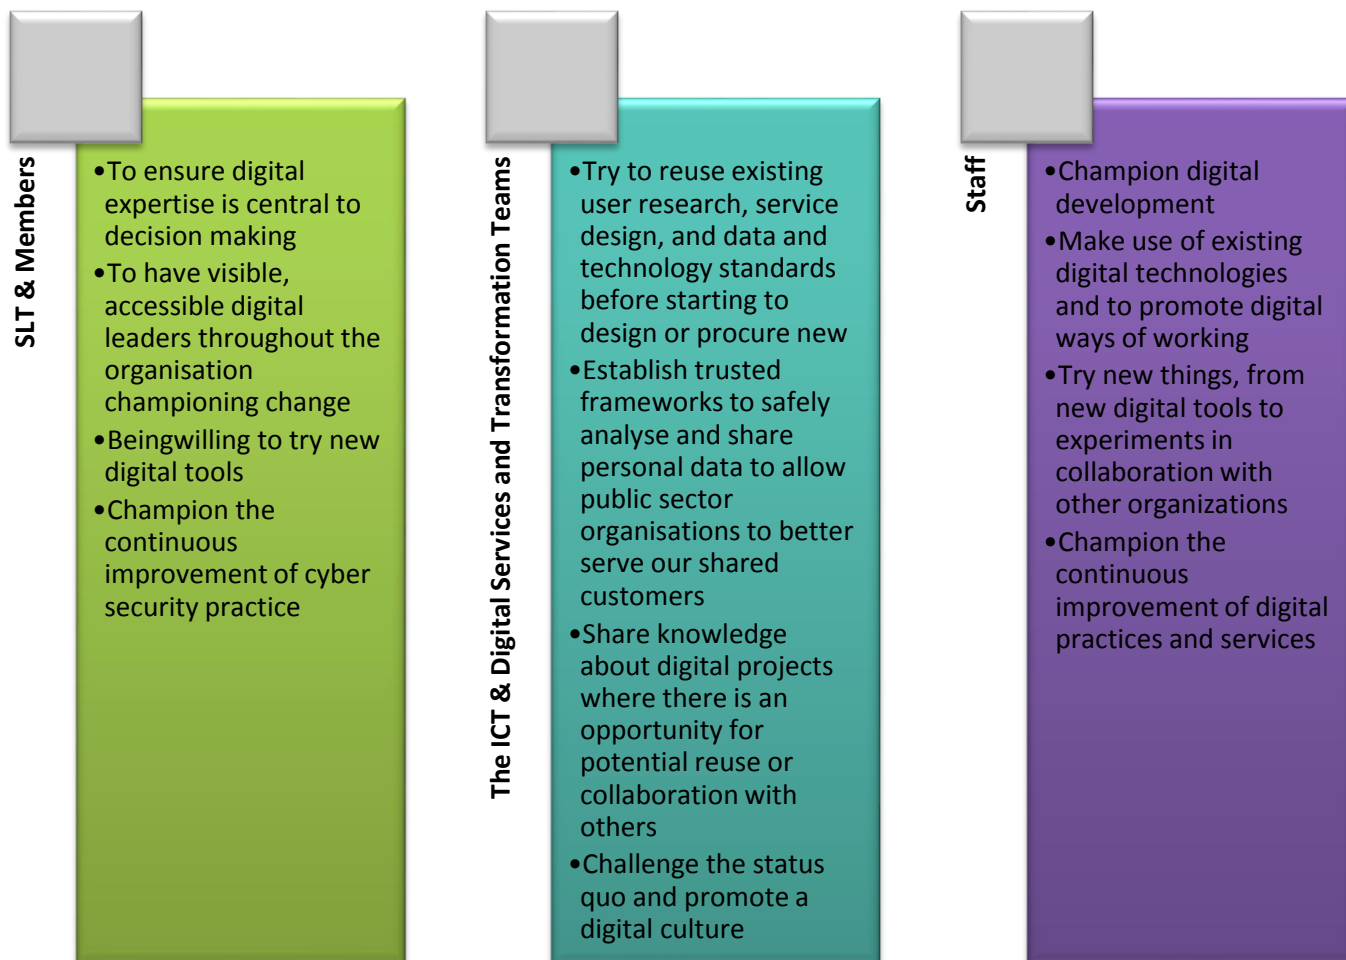 SLT & Members
•To ensure digital
expertise is central to
decision making
•To have visible,
accessible digital
leaders throughout the
organisation
championing change
•Beingwilling to try new
digital tools
•Champion the
continuous
improvement of cyber
security practice
The ICT & Digital Services and Transformation Teams
•Try to reuse existing
user research, service
design, and data and
technology standards
before starting to
design or procure new
•Establish trusted
frameworks to safely
analyse and share
personal data to allow
public sector
organisations to better
serve our shared
customers
•Share knowledge
about digital projects
where there is an
opportunity for
potential reuse or
collaboration with
others
•Challenge the status
quo and promote a
digital culture
Staff
•Champion digital
development
•Make use of existing
digital technologies
and to promote digital
ways of working
•Try new things, from
new digital tools to
experiments in
collaboration with
other organizations
•Champion the
continuous
improvement of digital
practices and services